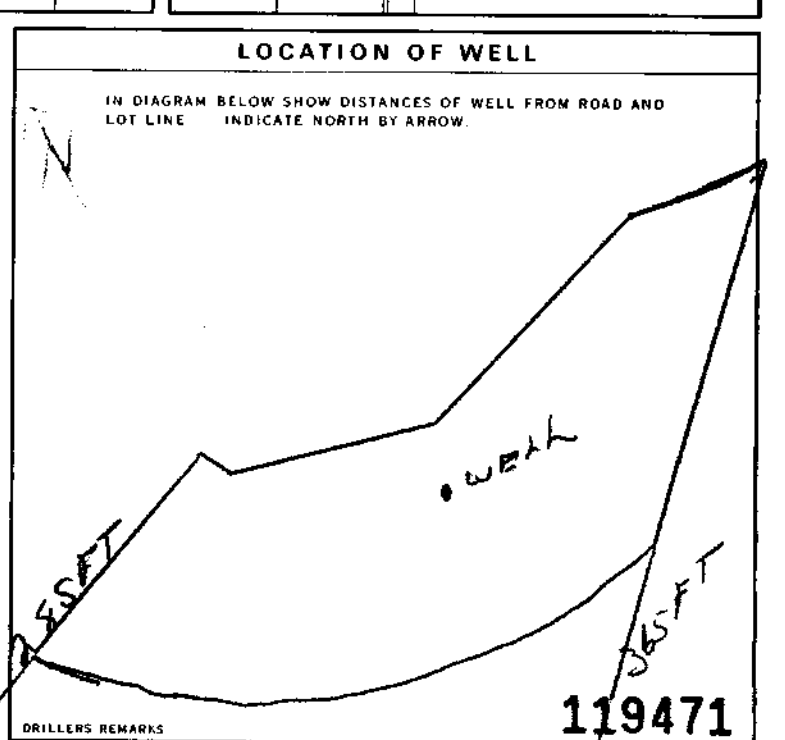 LOCATION OF WELL
IN DIAGRAM BELOW SHOW DISTANCES OF WELL FROM ROAD AND
LOT LINE INDICATE NORTH BY ARROW.
N
WELL
85FT
365FT
119471
DRILLERS REMARKS